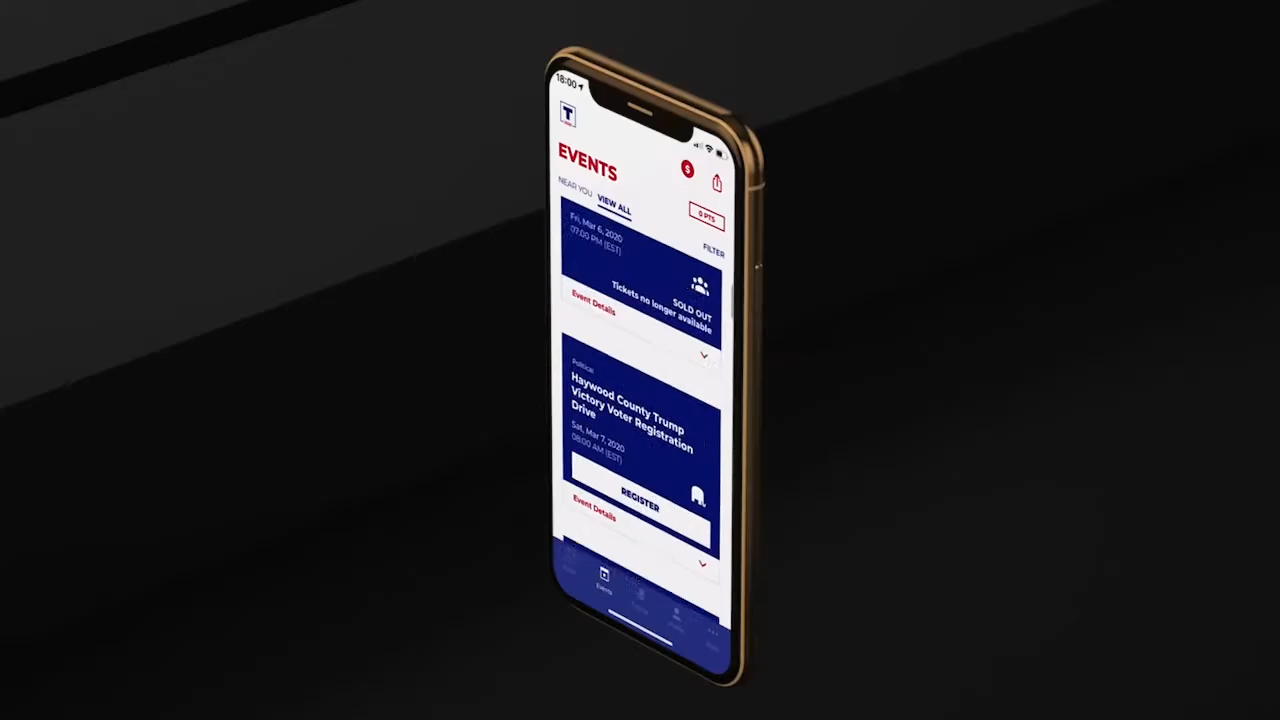 18:00
T
EVENTS
$
NEAR YOU
VIEW ALL
0 PTS
FILTER
Fri, Mar 6, 2020
07:00 PM (EST)
SOLD OUT
Tickets no longer available
Event Details
Political
Haywood County Trump
Victory Voter Registration
Drive
Sat, Mar 7, 2020
08:00 AM (EST)
REGISTER
Event Details
Events